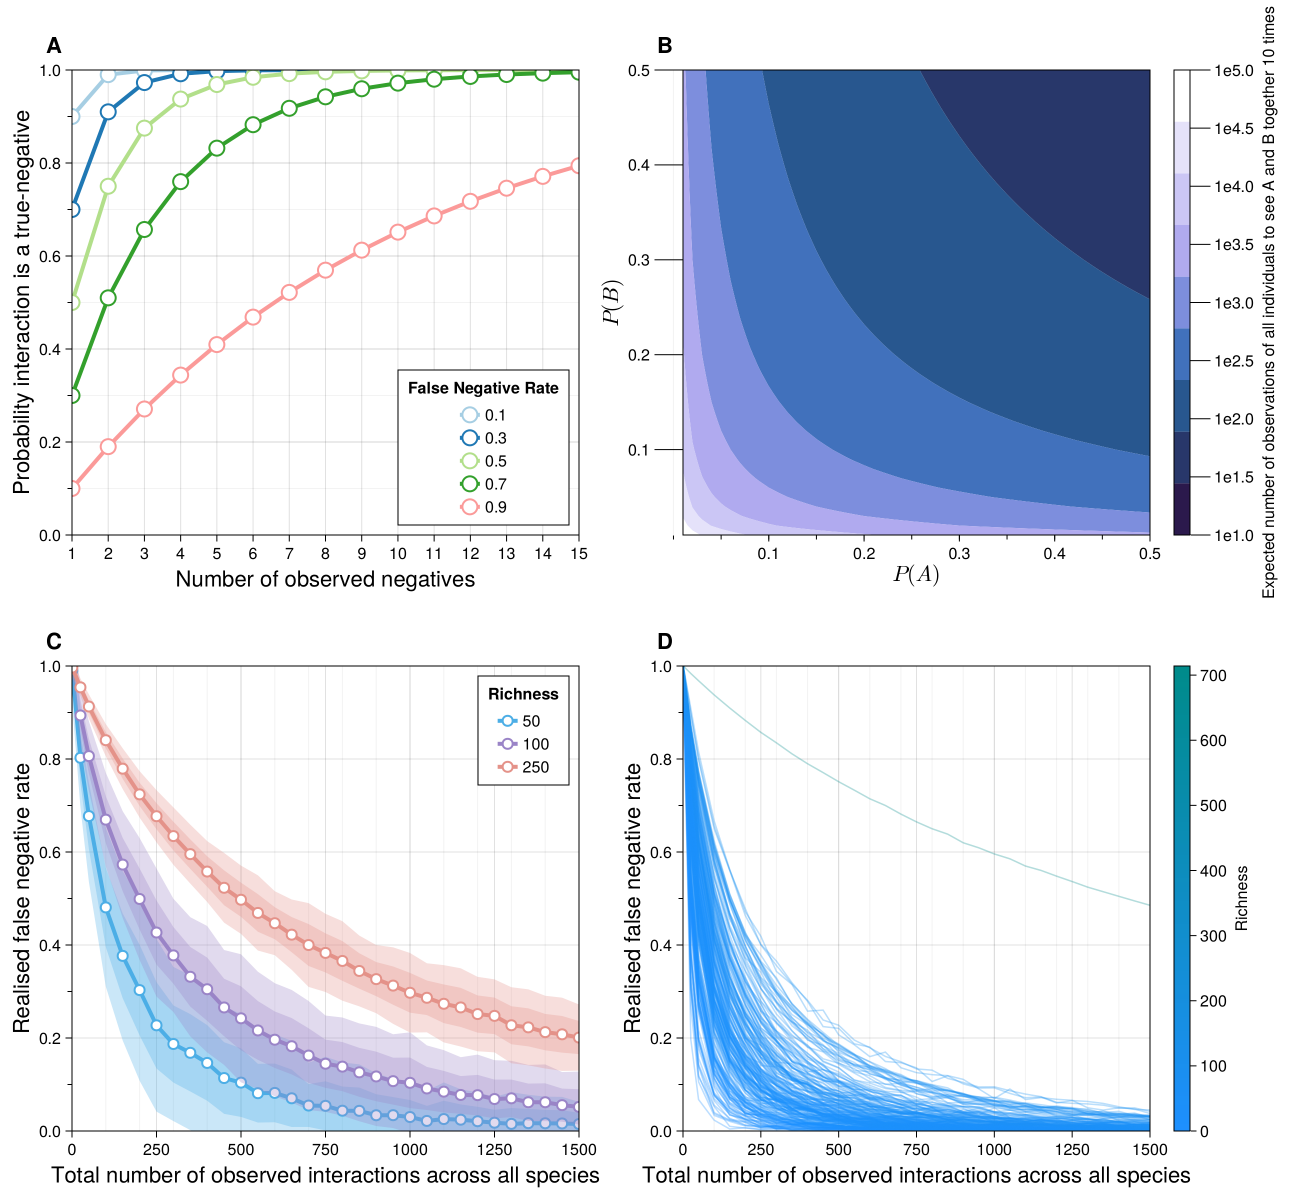 A
Probability interaction is a true-negative
1.0
0.8
0.6
0.4
0.2
0.0
1 2 3 4 5 6 7 8 9 10 11 12 13 14 15
Number of observed negatives
False Negative Rate
0.1
0.3
0.5
0.7
0.9
B
P(B)
0.5
0.4
0.3
0.2
0.1
0.1 0.2 0.3 0.4 0.5
P(A)
1e5.0
1e4.5
1e4.0
1e3.5
1e3.0
1e2.5
1e2.0
1e1.5
1e1.0
Expected number of observations of all individuals to see A and B together 10 times
C
Realised false negative rate
1.0
0.8
0.6
0.4
0.2
0.0
0 250 500 750 1000 1250 1500
Total number of observed interactions across all species
Richness
50
100
250
D
Realised false negative rate
1.0
0.8
0.6
0.4
0.2
0.0
0 250 500 750 1000 1250 1500
Total number of observed interactions across all species
700
600
500
400
300
200
100
0
Richness